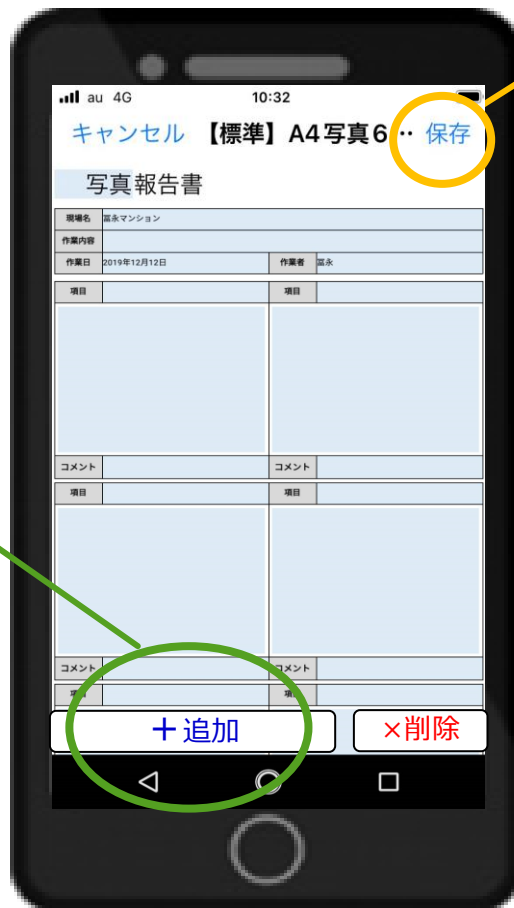 au 4G 10:32
キャンセル 【標準】A4写真6… 保存
写真報告書
現場名 冨永マンション
作業内容
作業日 2019年12月12日 作業者 冨永
項目 項目
コメント コメント
項目 項目
コメント コメント
項目 項目
＋追加 ×削除